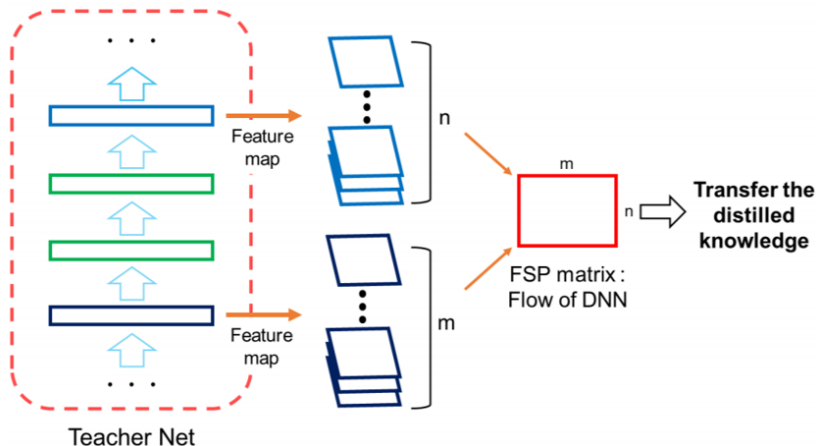 . . .
Feature
map
n
Feature
map
m
. . .
Teacher Net
m
n
FSP matrix :
Flow of DNN
Transfer the
distilled
knowledge